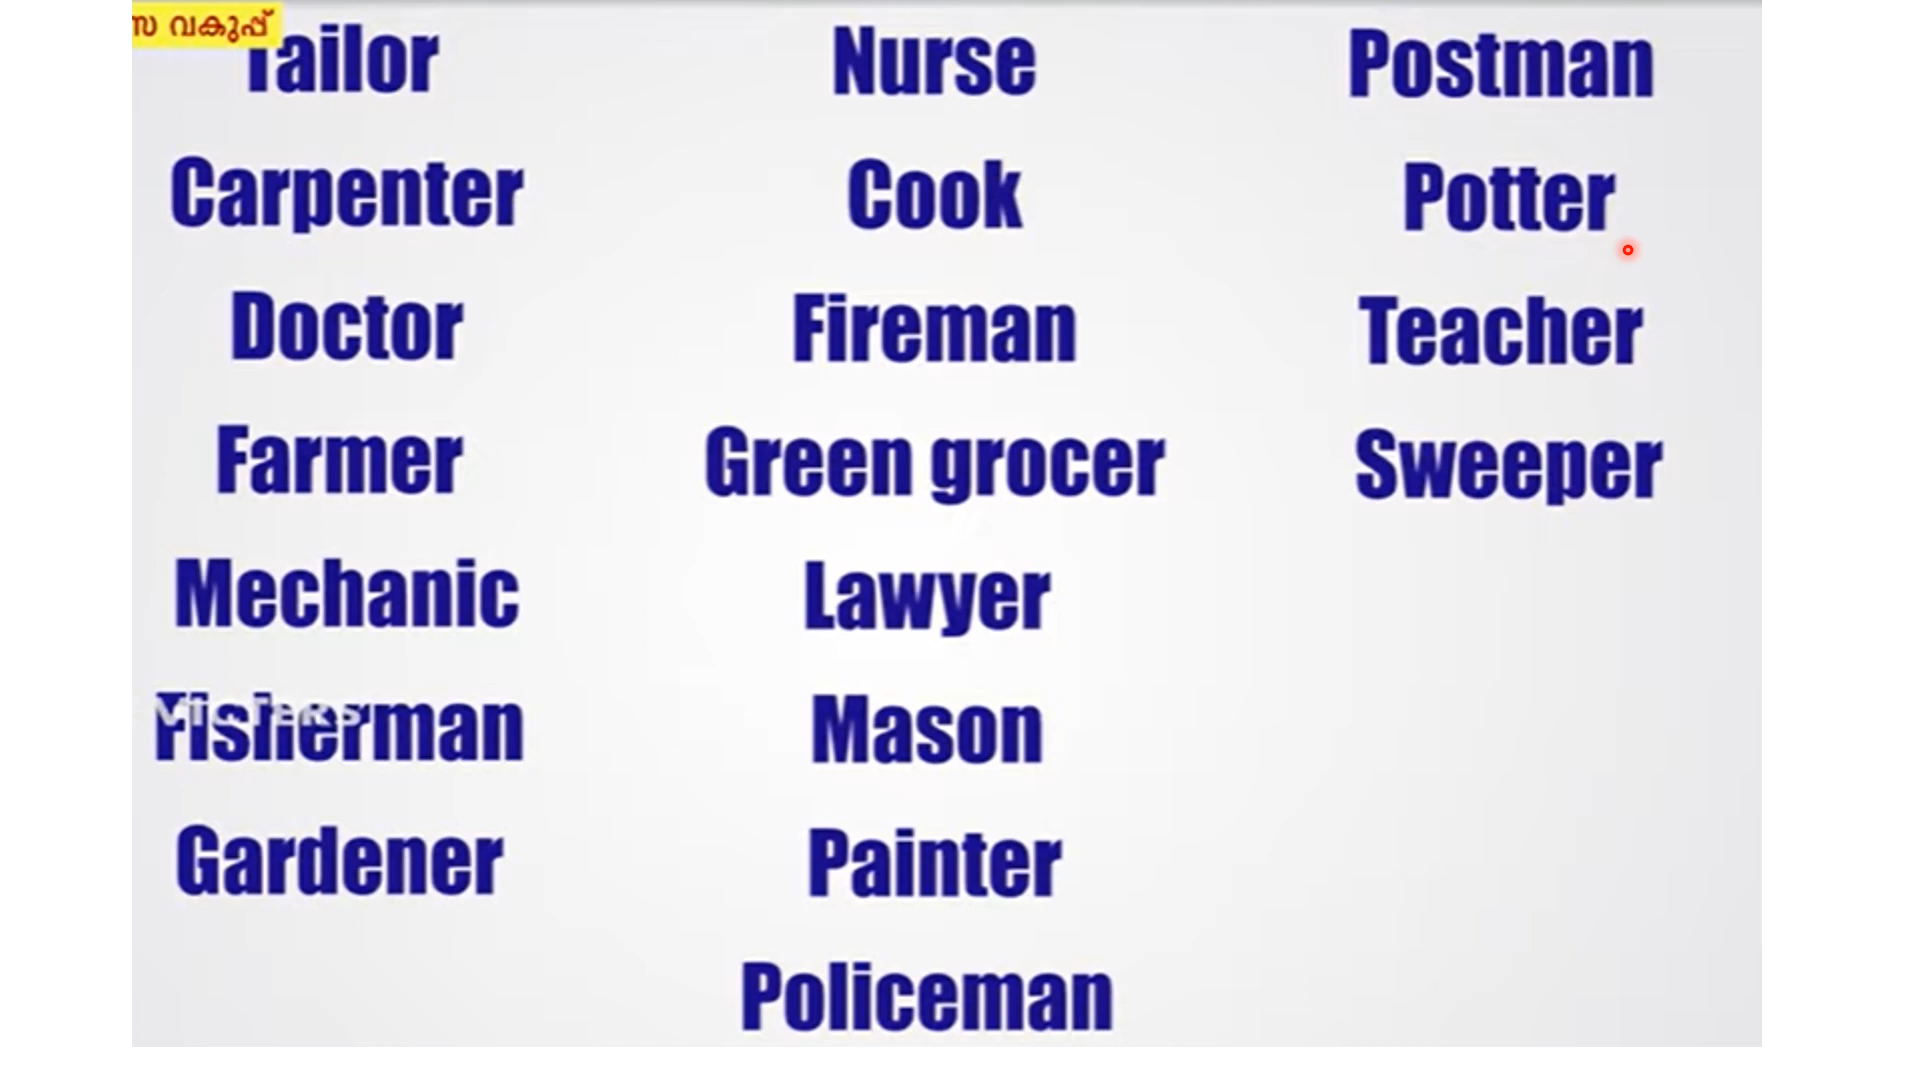 സ വകുപ്പ്
Tailor
Carpenter
Doctor
Farmer
Mechanic
Fisherman
VICTERS
Gardener
Nurse
Cook
Fireman
Green grocer
Lawyer
Mason
Painter
Policeman
Postman
Potter
Teacher
Sweeper